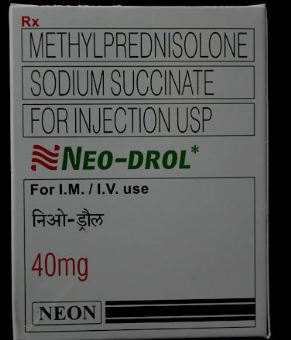 Rx
METHYLPREDNISOLONE
SODIUM SUCCINATE
FOR INJECTION USP
NEO-DROL*
For I.M. / I.V. use
निओ-ड्रौल
40mg
NEON